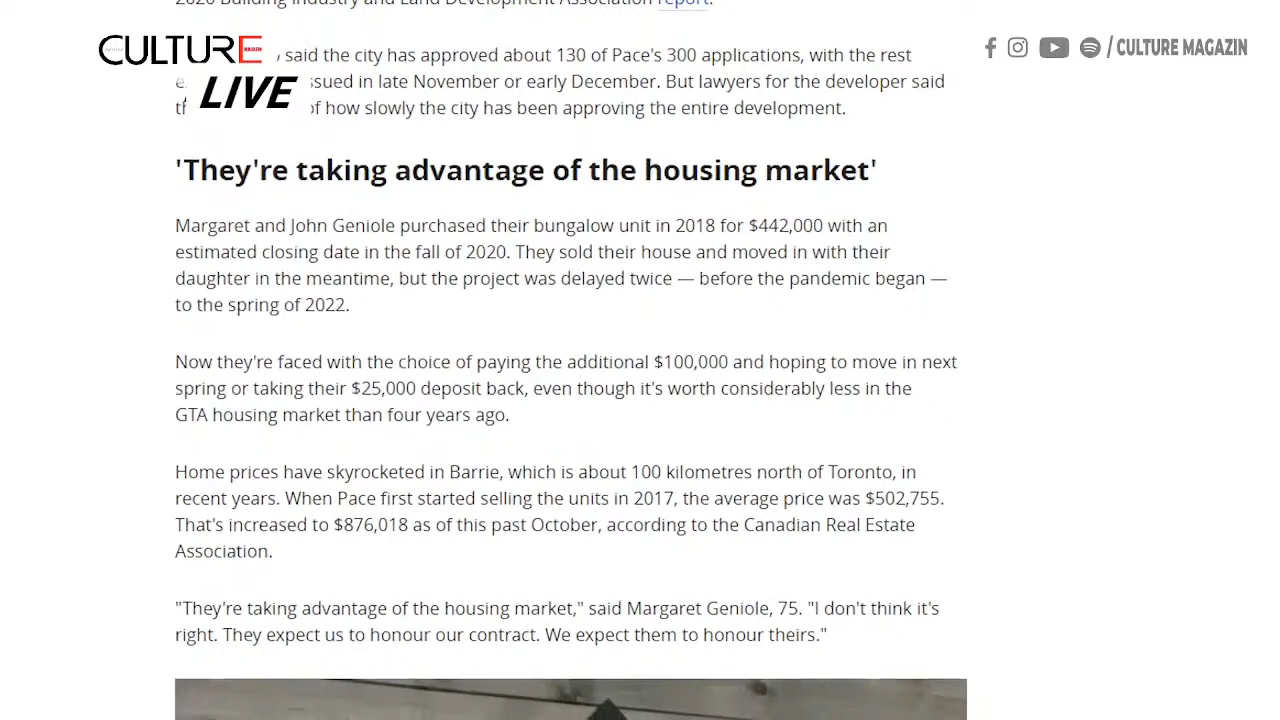 2020 Building Industry and Land Development Association report.
CULTURE
MAGAZIN
LIVE
/ CULTURE MAGAZIN
said the city has approved about 130 of Pace's 300 applications, with the rest
ssued in late November or early December. But lawyers for the developer said
of how slowly the city has been approving the entire development.
'They're taking advantage of the housing market'
Margaret and John Geniole purchased their bungalow unit in 2018 for $442,000 with an
estimated closing date in the fall of 2020. They sold their house and moved in with their
daughter in the meantime, but the project was delayed twice — before the pandemic began —
to the spring of 2022.
Now they're faced with the choice of paying the additional $100,000 and hoping to move in next
spring or taking their $25,000 deposit back, even though it's worth considerably less in the
GTA housing market than four years ago.
Home prices have skyrocketed in Barrie, which is about 100 kilometres north of Toronto, in
recent years. When Pace first started selling the units in 2017, the average price was $502,755.
That's increased to $876,018 as of this past October, according to the Canadian Real Estate
Association.
"They're taking advantage of the housing market," said Margaret Geniole, 75. "I don't think it's
right. They expect us to honour our contract. We expect them to honour theirs."